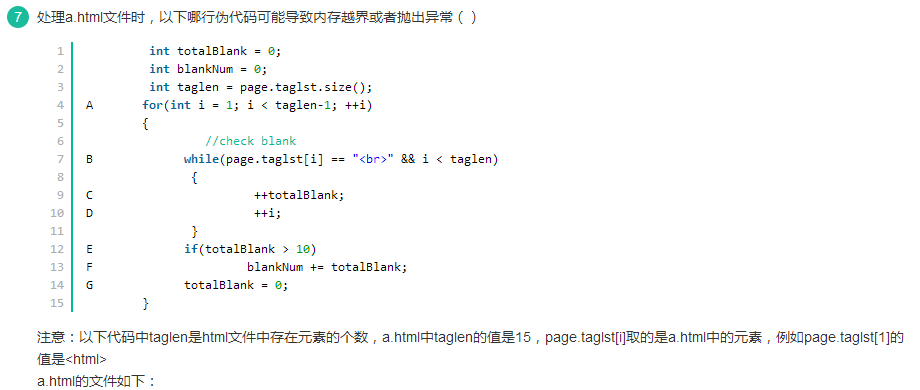 7 处理a.html文件时，以下哪行伪代码可能导致内存越界或者抛出异常 ( )
1 int totalBlank = 0;
2 int blankNum = 0;
3 int taglen = page.taglst.size();
4 A for(int i = 1; i < taglen-1; ++i)
5 {
6 //check blank
7 B while(page.taglst[i] == "<br>" && i < taglen)
8 {
9 C ++totalBlank;
10 D ++i;
11 }
12 E if(totalBlank > 10)
13 F blankNum += totalBlank;
14 G totalBlank = 0;
15 }
注意：以下代码中taglen是html文件中存在元素的个数，a.html中taglen的值是15，page.taglst[i]取的是a.html中的元素，例如page.taglst[1]的
值是<html>
a.html的文件如下：